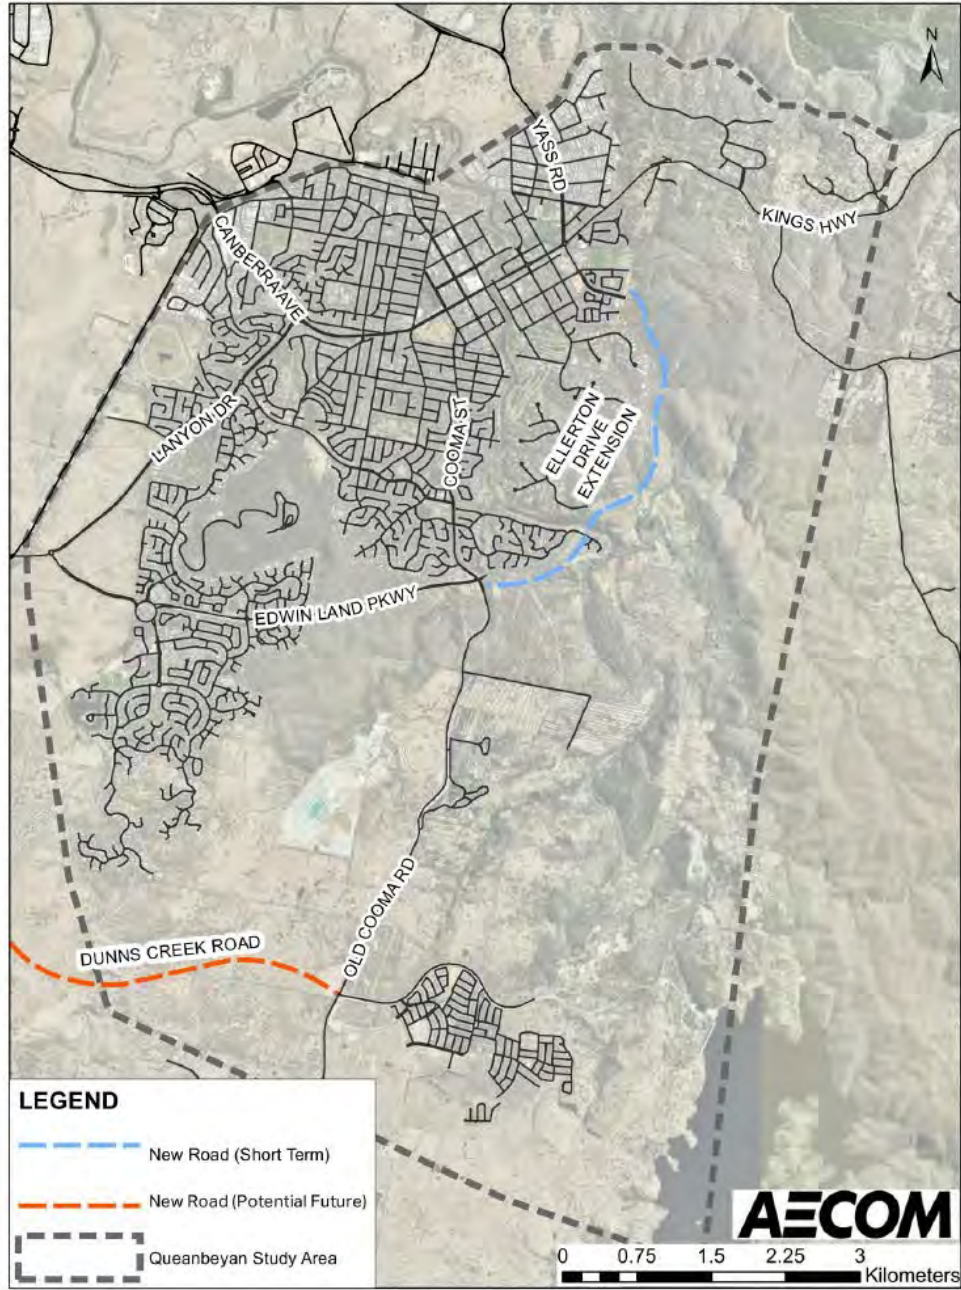 N
YASS RD
KINGS HWY
CANBERRA AVE
LANYON DR
COOMA ST
ELLERTON
DRIVE
EXTENSION
EDWIN LAND PKWY
OLD COOMA RD
DUNNS CREEK ROAD
LEGEND
New Road (Short Term)
New Road (Potential Future)
Queanbeyan Study Area
AECOM
0 0.75 1.5 2.25 3
Kilometers